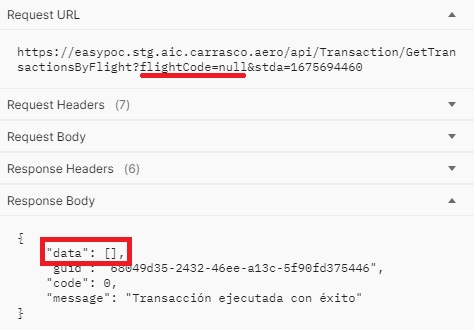 Request URL
https://easypoc.stg.aic.carrasco.aero/api/Transaction/GetTran
sactionsByFlight?flightCode=null&stda=1675694460
Request Headers (7)
Request Body
Response Headers (6)
Response Body
{
"data": [],
"guid": "68049d35-2432-46ee-a13c-5f90fd375446",
"code": 0,
"message": "Transacción ejecutada con éxito"
}